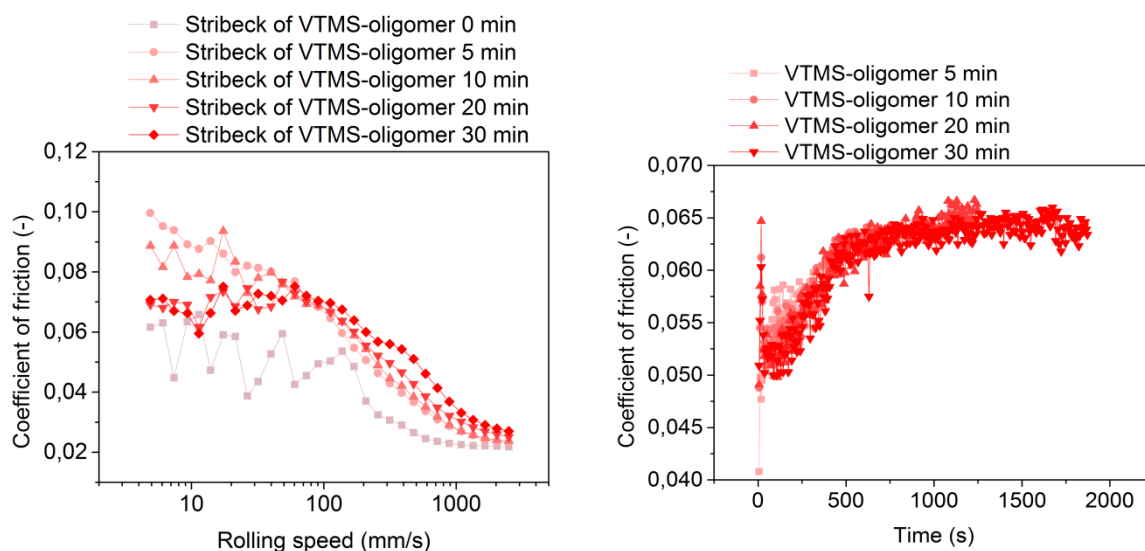 Stribeck of VTMS-oligomer 0 min
Stribeck of VTMS-oligomer 5 min
Stribeck of VTMS-oligomer 10 min
Stribeck of VTMS-oligomer 20 min
Stribeck of VTMS-oligomer 30 min
0,12
0,10
0,08
0,06
0,04
0,02
Coefficient of friction (-)
10
100
1000
Rolling speed (mm/s)
VTMS-oligomer 5 min
VTMS-oligomer 10 min
VTMS-oligomer 20 min
VTMS-oligomer 30 min
0,070
0,065
0,060
0,055
0,050
0,045
0,040
Coefficient of friction (-)
0
500
1000
1500
2000
Time (s)